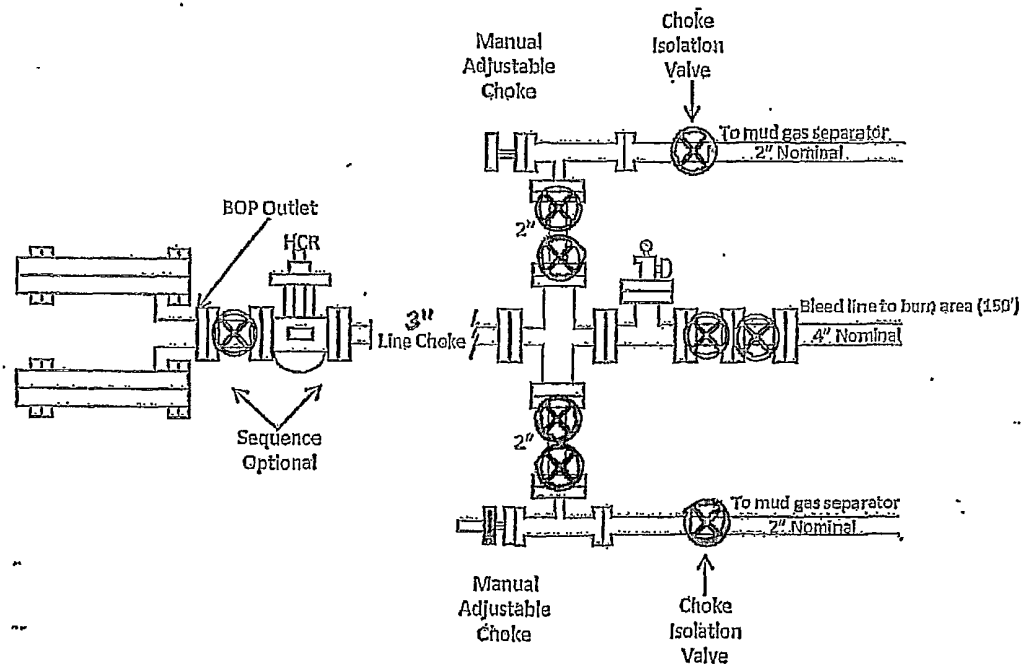 Choke
Isolation
Valve
Manual
Adjustable
Choke
To mud gas separator
2" Nominal
BOP Outlet
HCR
2"
3"
Line Choke
Bleed line to burn area (150')
4" Nominal
Sequence
Optional
2"
To mud gas separator
2" Nominal
Manual
Adjustable
Choke
Choke
Isolation
Valve